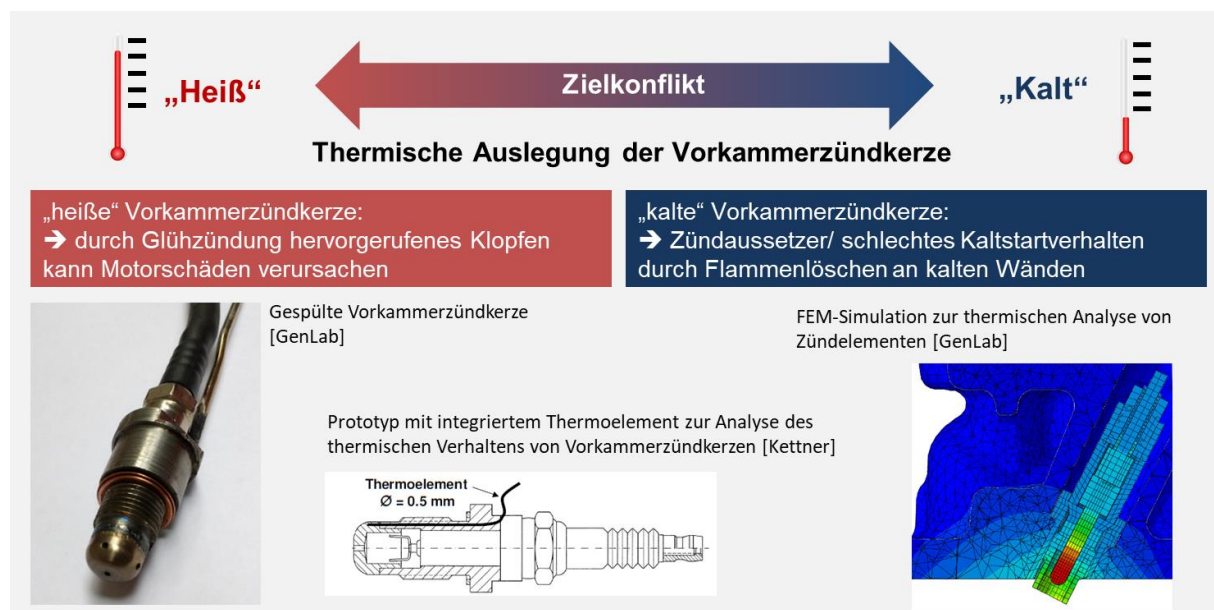 „Heiß“
Zielkonflikt
„Kalt“
Thermische Auslegung der Vorkammerzündkerze
„heiße“ Vorkammerzündkerze:
➔ durch Glühzündung hervorgerufenes Klopfen
kann Motorschäden verursachen
„kalte“ Vorkammerzündkerze:
➔ Zündaussetzer/ schlechtes Kaltstartverhalten
durch Flammenlöschen an kalten Wänden
Gespülte Vorkammerzündkerze
[GenLab]
FEM-Simulation zur thermischen Analyse von
Zündelementen [GenLab]
Prototyp mit integriertem Thermoelement zur Analyse des
thermischen Verhaltens von Vorkammerzündkerzen [Kettner]
Thermoelement
Ø = 0.5 mm